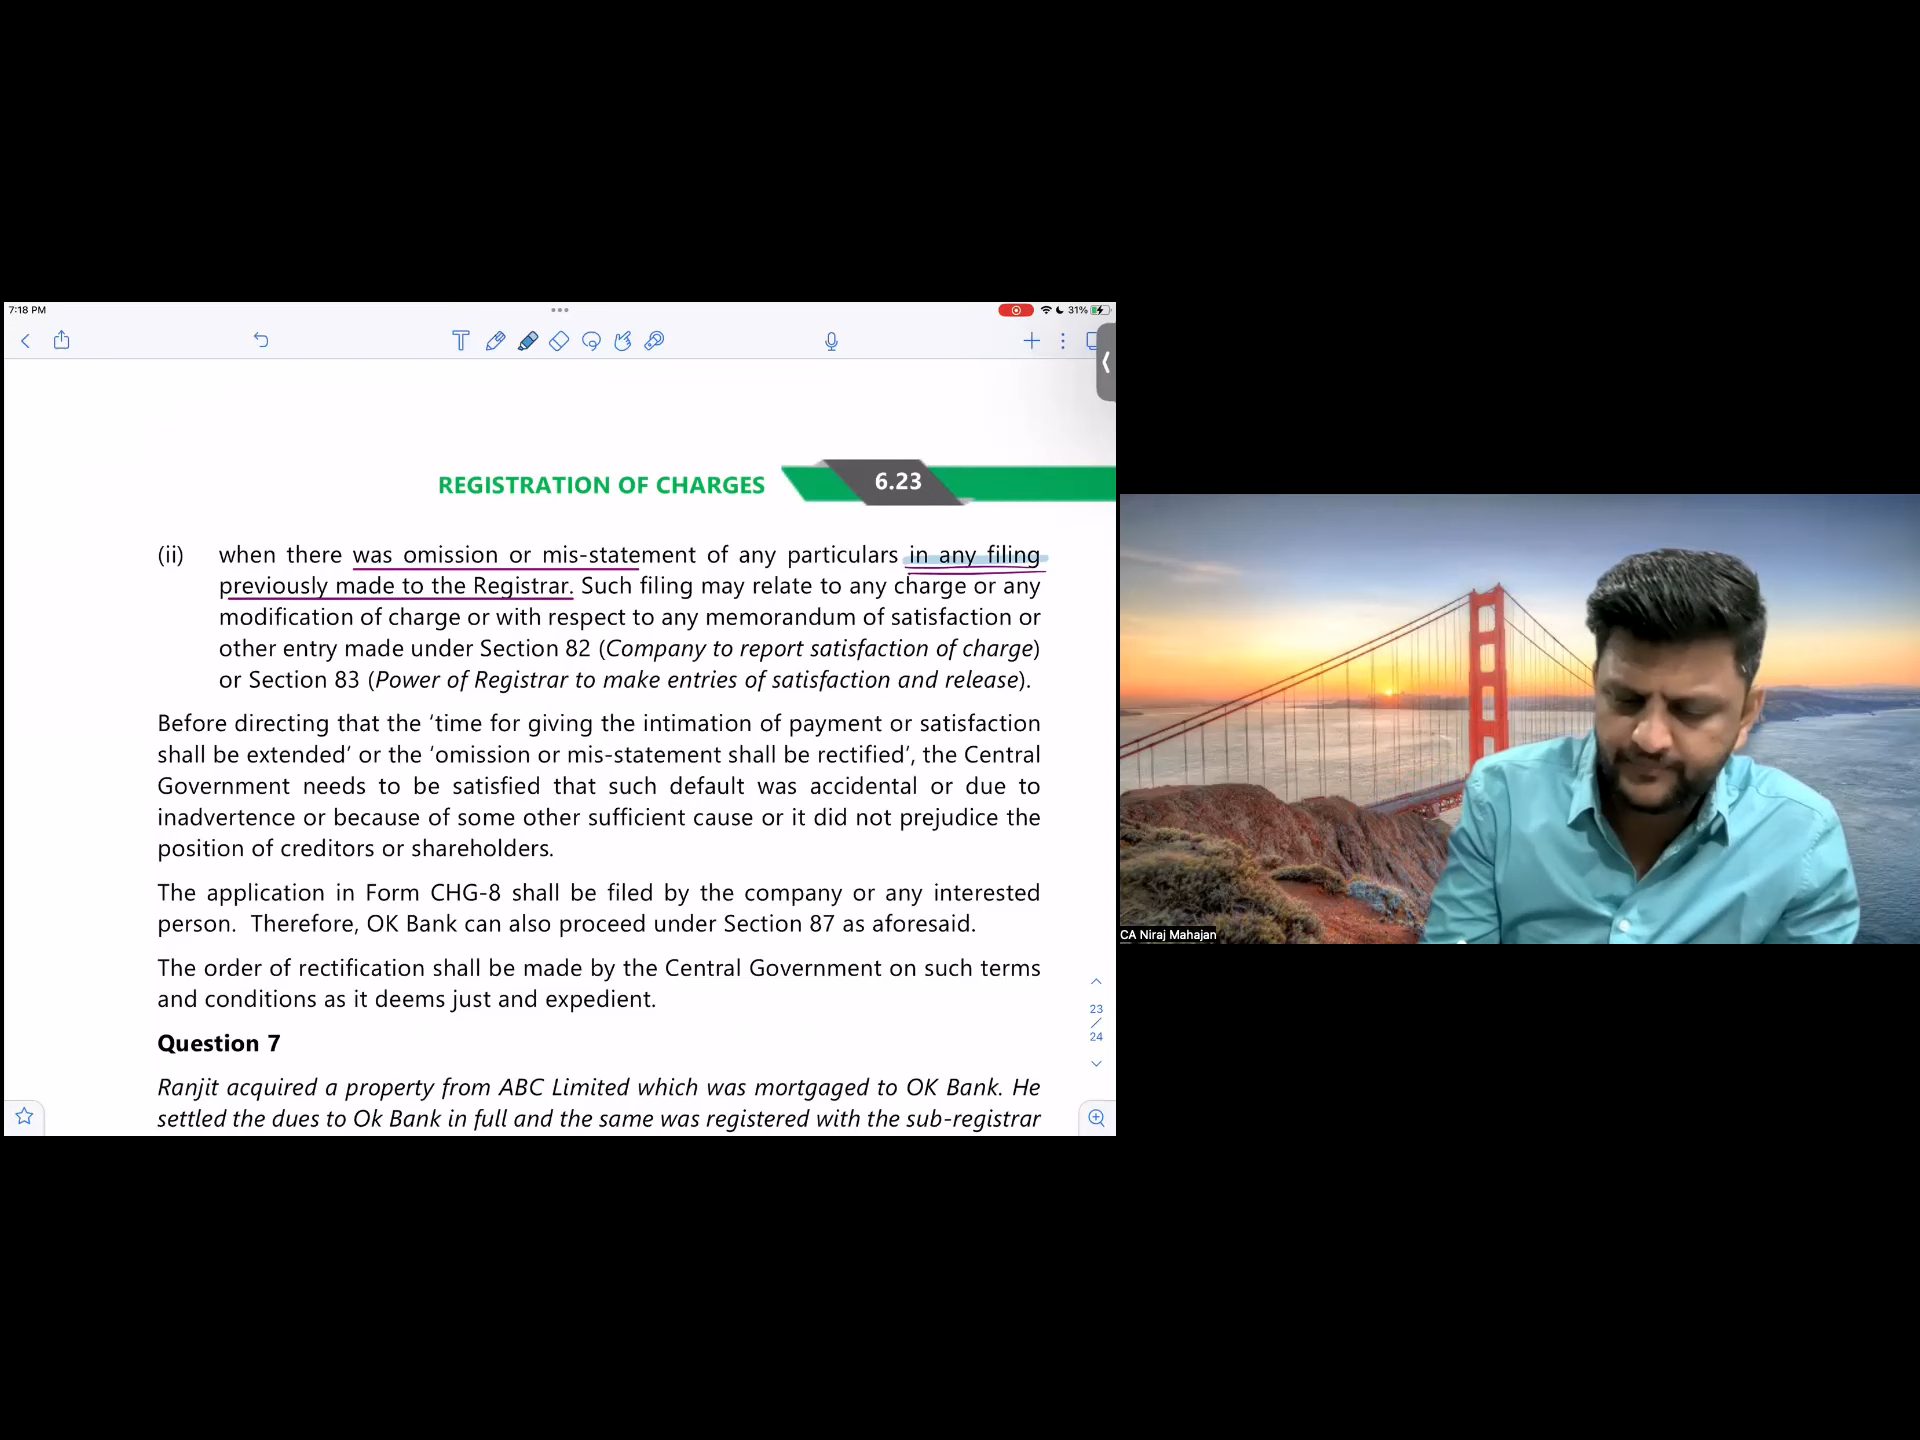 7:18 PM
31%
REGISTRATION OF CHARGES
6.23
(ii) when there was omission or mis-statement of any particulars in any filing
previously made to the Registrar. Such filing may relate to any charge or any
modification of charge or with respect to any memorandum of satisfaction or
other entry made under Section 82 (Company to report satisfaction of charge)
or Section 83 (Power of Registrar to make entries of satisfaction and release).
Before directing that the ‘time for giving the intimation of payment or satisfaction
shall be extended’ or the ‘omission or mis-statement shall be rectified’, the Central
Government needs to be satisfied that such default was accidental or due to
inadvertence or because of some other sufficient cause or it did not prejudice the
position of creditors or shareholders.
The application in Form CHG-8 shall be filed by the company or any interested
person. Therefore, OK Bank can also proceed under Section 87 as aforesaid.
The order of rectification shall be made by the Central Government on such terms
and conditions as it deems just and expedient.
Question 7
Ranjit acquired a property from ABC Limited which was mortgaged to OK Bank. He
settled the dues to Ok Bank in full and the same was registered with the sub-registrar
23
/
24
CA Niraj Mahajan